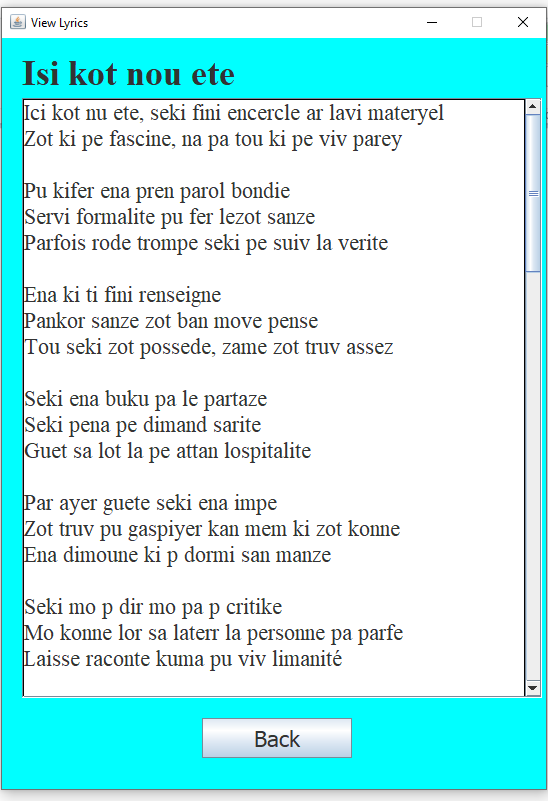 View Lyrics
Isi kot nou ete
Ici kot nu ete, seki fini encercle ar lavi materyel
Zot ki pe fascine, na pa tou ki pe viv parey
Pu kifer ena pren parol bondie
Servi formalite pu fer lezot sanze
Parfois rode trompe seki pe suiv la verite
Ena ki ti fini renseigne
Pankor sanze zot ban move pense
Tou seki zot possede, zame zot truv assez
Seki ena buku pa le partaze
Seki pena pe dimand sarite
Guet sa lot la pe attan lospitalite
Par ayer guete seki ena impe
Zot truv pu gaspiyer kan mem ki zot konne
Ena dimoune ki p dormi san manze
Seki mo p dir mo pa p critike
Mo konne lor sa laterr la personne pa parfe
Laisse raconte kuma pu viv limanité
Back